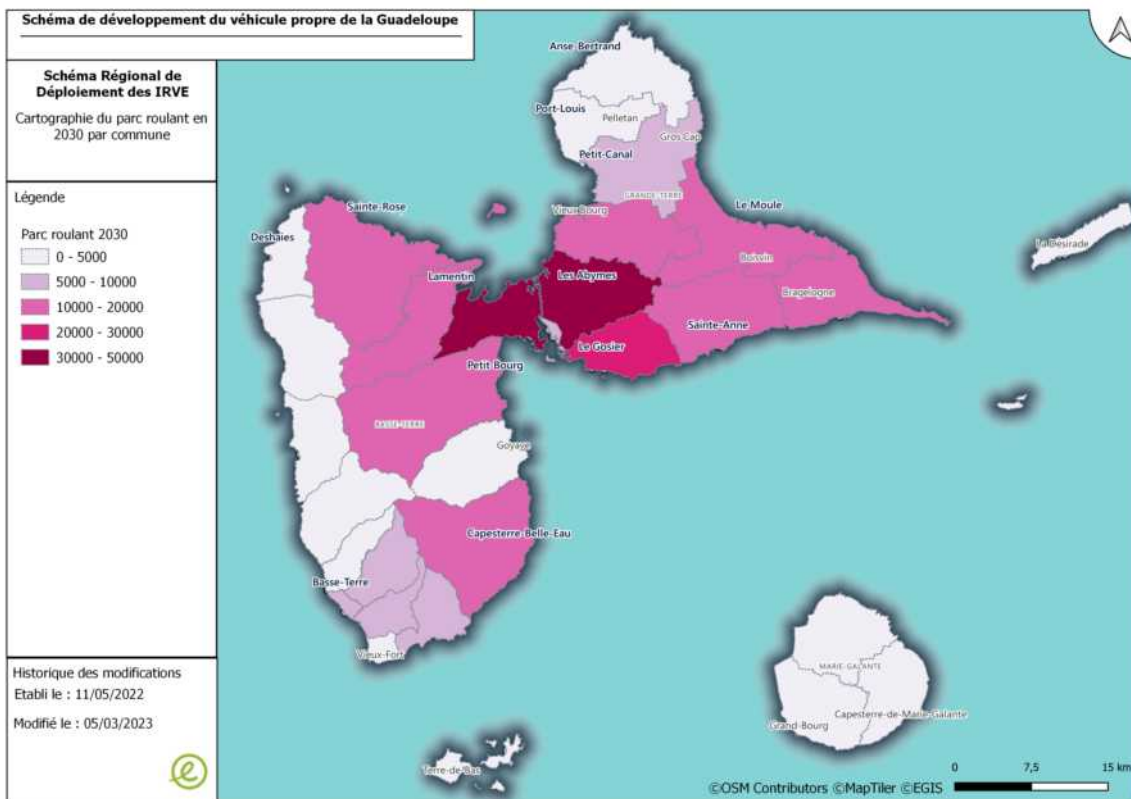 Schéma de développement du véhicule propre de la Guadeloupe
Schéma Régional de
Déploiement des IRVE
Cartographie du parc roulant en
2030 par commune
Légende
Parc roulant 2030
0 - 5000
5000 - 10000
10000 - 20000
20000 - 30000
30000 - 50000
Historique des modifications
Etabli le : 11/05/2022
Modifié le : 05/03/2023
Anse-Bertrand
Port-Louis
Pelletan
Gros Cap
Petit-Canal
GRANDE-TERRE
Sainte-Rose
Vieux Bourg
Le Moule
Deshaies
La Désirade
Boisvin
Lamentin
Les Abymes
Bragelogne
Sainte-Anne
Le Gosier
Petit Bourg
BASSE-TERRE
Goyave
Capesterre-Belle-Eau
Basse-Terre
Vieux-Fort
MARIE-GALANTE
Capesterre-de-Marie-Galante
Grand-Bourg
Terre-de-Bas
0 7,5 15 km
©OSM Contributors ©MapTiler ©EGIS